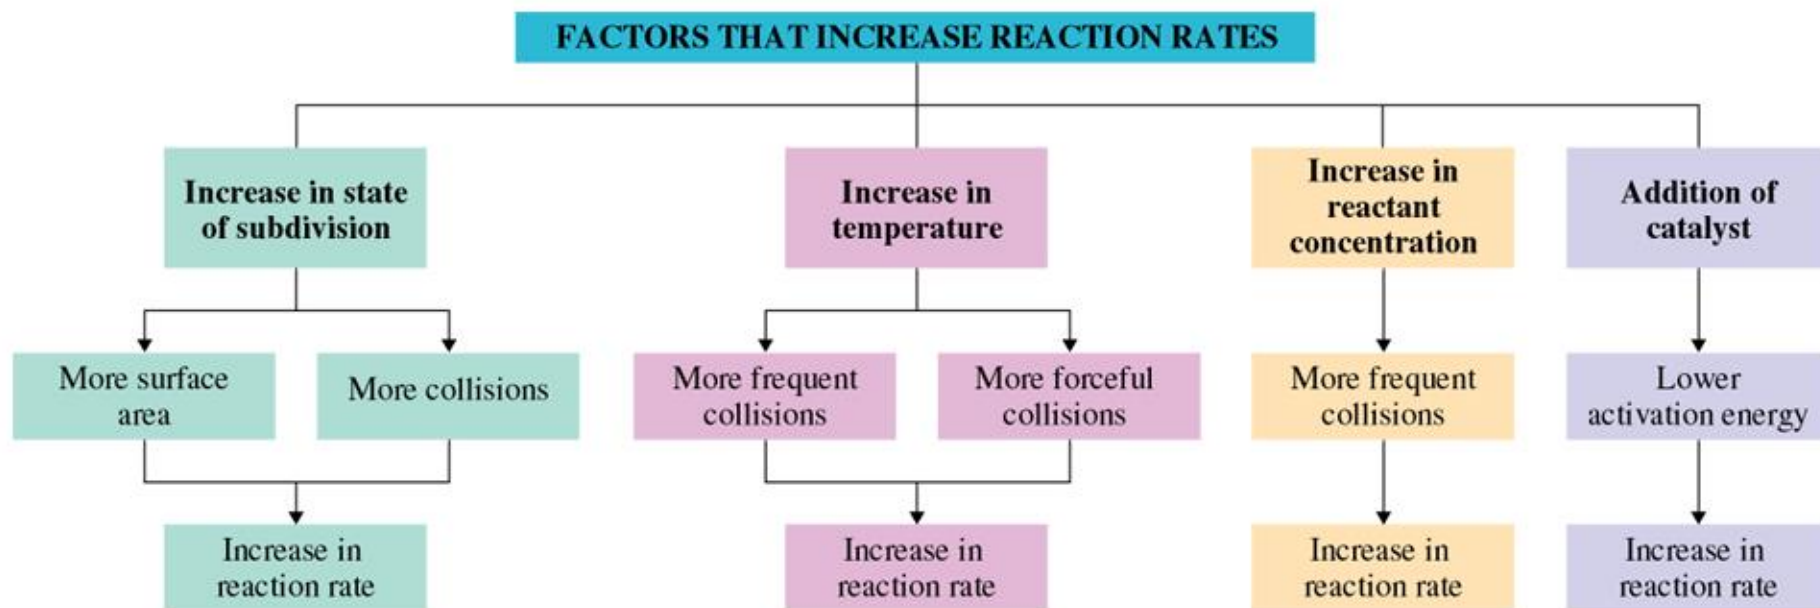 FACTORS THAT INCREASE REACTION RATES
Increase in state
of subdivision
Increase in
temperature
Increase in
reactant
concentration
Addition of
catalyst
More surface
area
More collisions
More frequent
collisions
More forceful
collisions
More frequent
collisions
Lower
activation energy
Increase in
reaction rate
Increase in
reaction rate
Increase in
reaction rate
Increase in
reaction rate